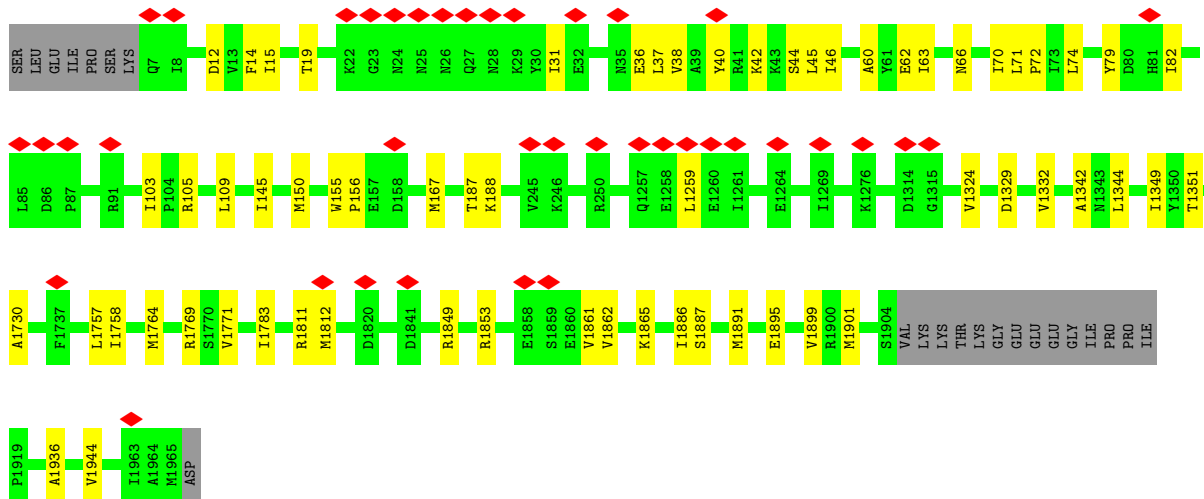 SER LEU GLU ILE PRO SER LYS Q7 I8 D12 V13 F14 I15 T19 K22 G23 N24 N25 N26 Q27 N28 K29 Y30 I31 E32 N35 E36 L37 V38 A39 Y40 R41 K42 K43 S44 L45 I46 A60 Y61 E62 I63 N66 I70 L71 P72 I73 L74 Y79 D80 H81 I82
L85 D86 P87 R91 I103 P104 R105 L109 I145 M150 W155 P156 E157 D158 M167 T187 K188 V245 K246 R250 Q1257 E1258 L1259 E1260 I1261 E1264 I1269 K1276 D1314 G1315 V1324 D1329 V1332 A1342 N1343 L1344 I1349 Y1350 T1351
A1730 F1737 L1757 I1758 M1764 R1769 S1770 V1771 I1783 R1811 M1812 D1820 D1841 R1849 R1853 E1858 S1859 E1860 V1861 V1862 K1865 I1886 S1887 M1891 E1895 V1899 R1900 M1901 S1904 VAL LYS LYS THR LYS GLY GLU GLU GLU GLY ILE PRO PRO ILE
P1919 A1936 V1944 I1963 A1964 M1965 ASP